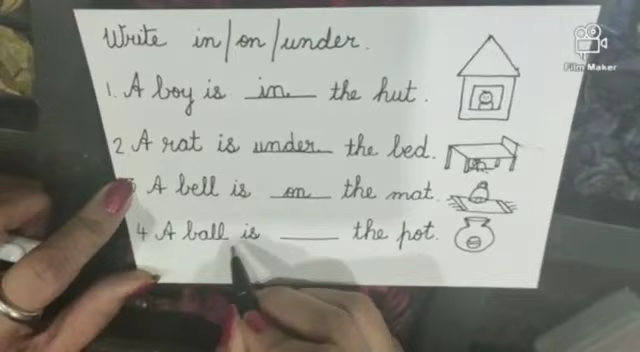 Write in/on/under.
1. A boy is in the hut.
2. A rat is under the bed.
A bell is on the mat.
4 A ball is ____ the pot.
Film Maker